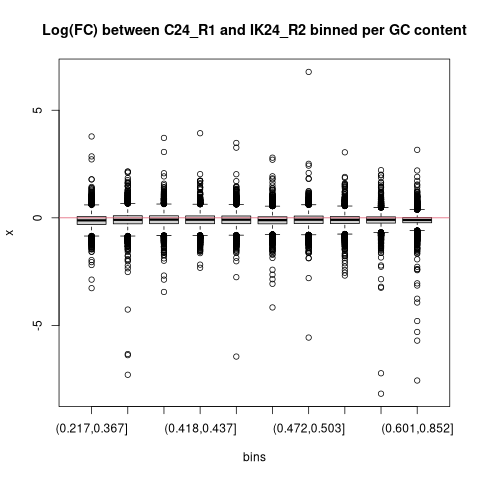 Log(FC) between C24_R1 and IK24_R2 binned per GC content
5
0
-5
x
(0.217,0.367]
(0.418,0.437]
(0.472,0.503]
(0.601,0.852]
bins